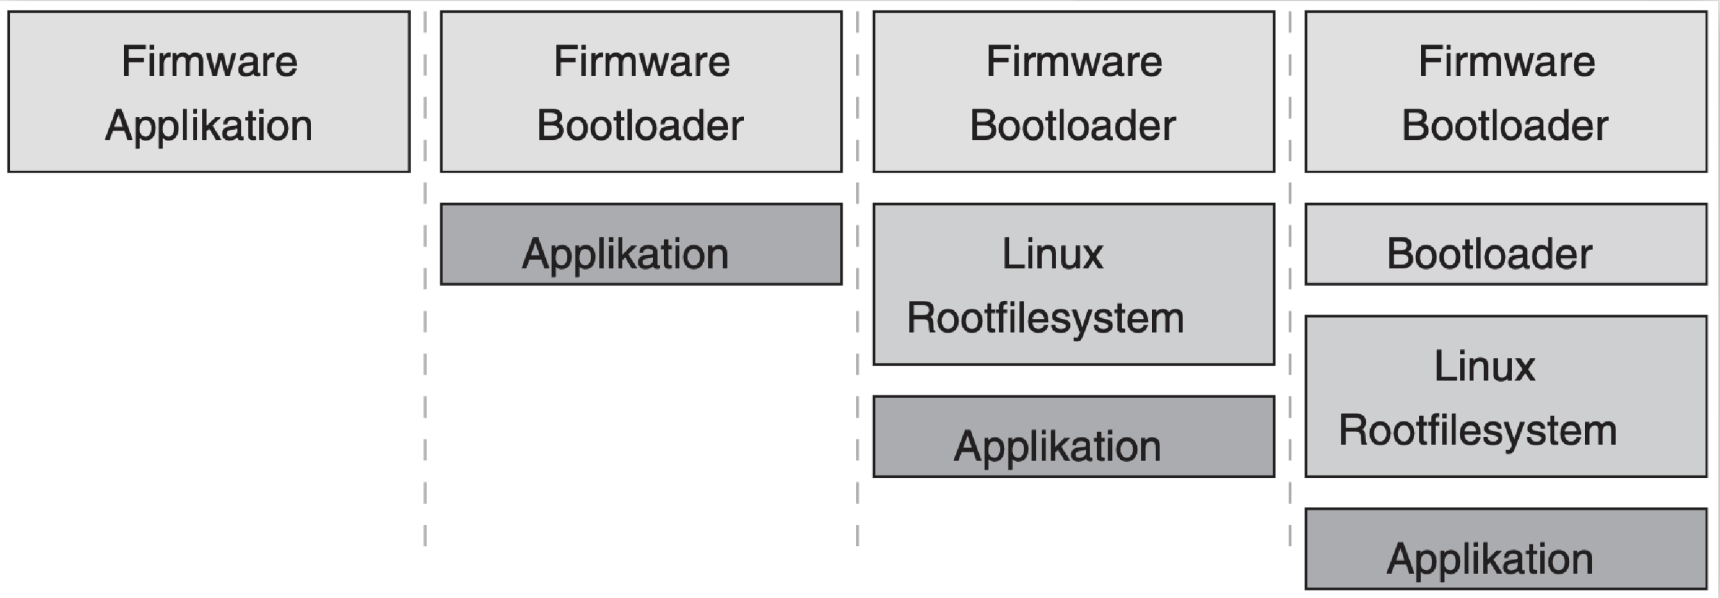 Firmware
Applikation
Firmware
Bootloader
Applikation
Firmware
Bootloader
Linux
Rootfilesystem
Applikation
Firmware
Bootloader
Bootloader
Linux
Rootfilesystem
Applikation